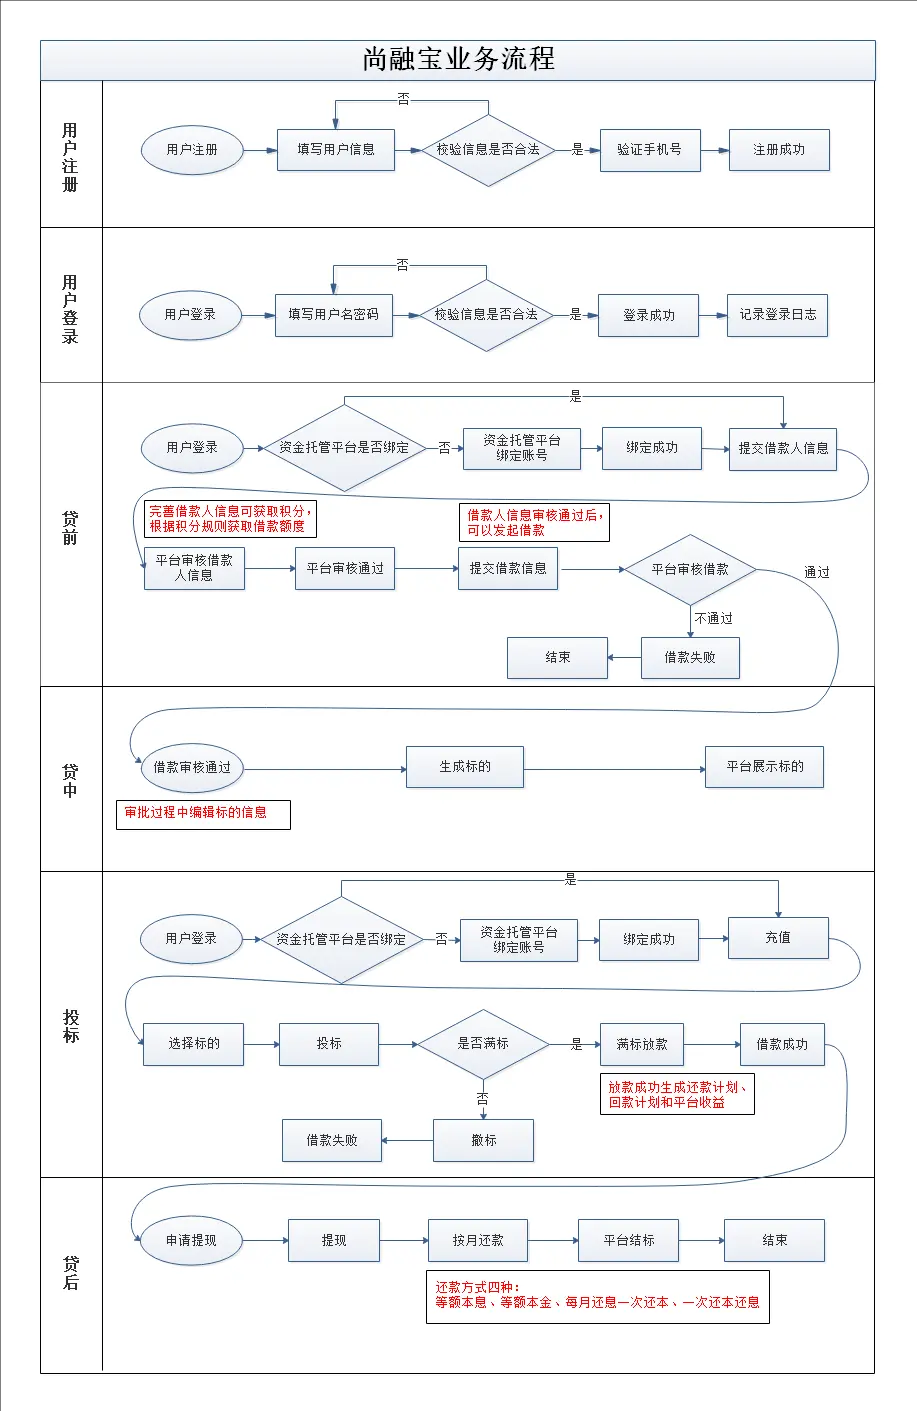 尚融宝业务流程
用户注册
否
用户注册
填写用户信息
校验信息是否合法
是
验证手机号
注册成功
用户登录
否
用户登录
填写用户名密码
校验信息是否合法
是
登录成功
记录登录日志
贷前
是
用户登录
资金托管平台是否绑定
否
资金托管平台
绑定账号
绑定成功
提交借款人信息
完善借款人信息可获取积分，
根据积分规则获取借款额度
借款人信息审核通过后，
可以发起借款
平台审核借款
人信息
平台审核通过
提交借款信息
平台审核借款
通过
不通过
结束
借款失败
贷中
借款审核通过
生成标的
平台展示标的
审批过程中编辑标的信息
投标
是
用户登录
资金托管平台是否绑定
否
资金托管平台
绑定账号
绑定成功
充值
选择标的
投标
是否满标
是
满标放款
借款成功
放款成功生成还款计划、
回款计划和平台收益
否
借款失败
撤标
贷后
申请提现
提现
按月还款
平台结标
结束
还款方式四种：
等额本息、等额本金、每月还息一次还本、一次还本还息